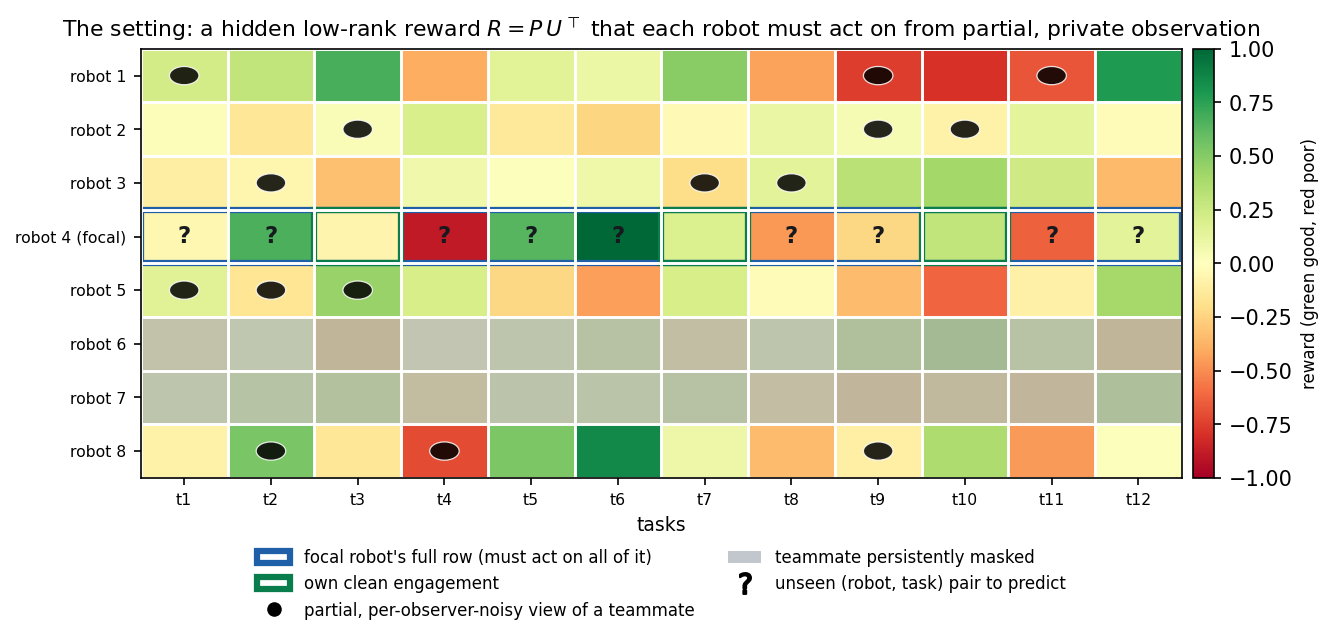 The setting: a hidden low-rank reward R = P U⊤ that each robot must act on from partial, private observation
robot 1
robot 2
robot 3
robot 4 (focal)
? ? ? ? ? ? ? ? ?
robot 5
robot 6
robot 7
robot 8
t1 t2 t3 t4 t5 t6 t7 t8 t9 t10 t11 t12
tasks
1.00
0.75
0.50
0.25
0.00
−0.25
−0.50
−0.75
−1.00
reward (green good, red poor)
focal robot's full row (must act on all of it)
own clean engagement
partial, per-observer-noisy view of a teammate
teammate persistently masked
? unseen (robot, task) pair to predict